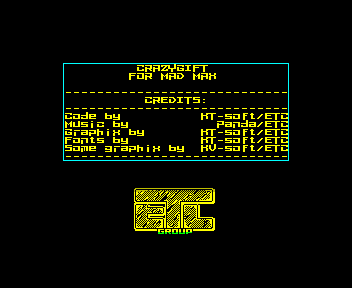 CRAZYGIFT
FOR MAD MAX
----------------------------
CREDITS:
----------------------------
Code by KT-soft/ETC
Music by Panda/ETC
Graphix by KT-soft/ETC
Fonts by KT-soft/ETC
Some graphix by KV-soft/ETC
----------------------------
ETC
GROUP